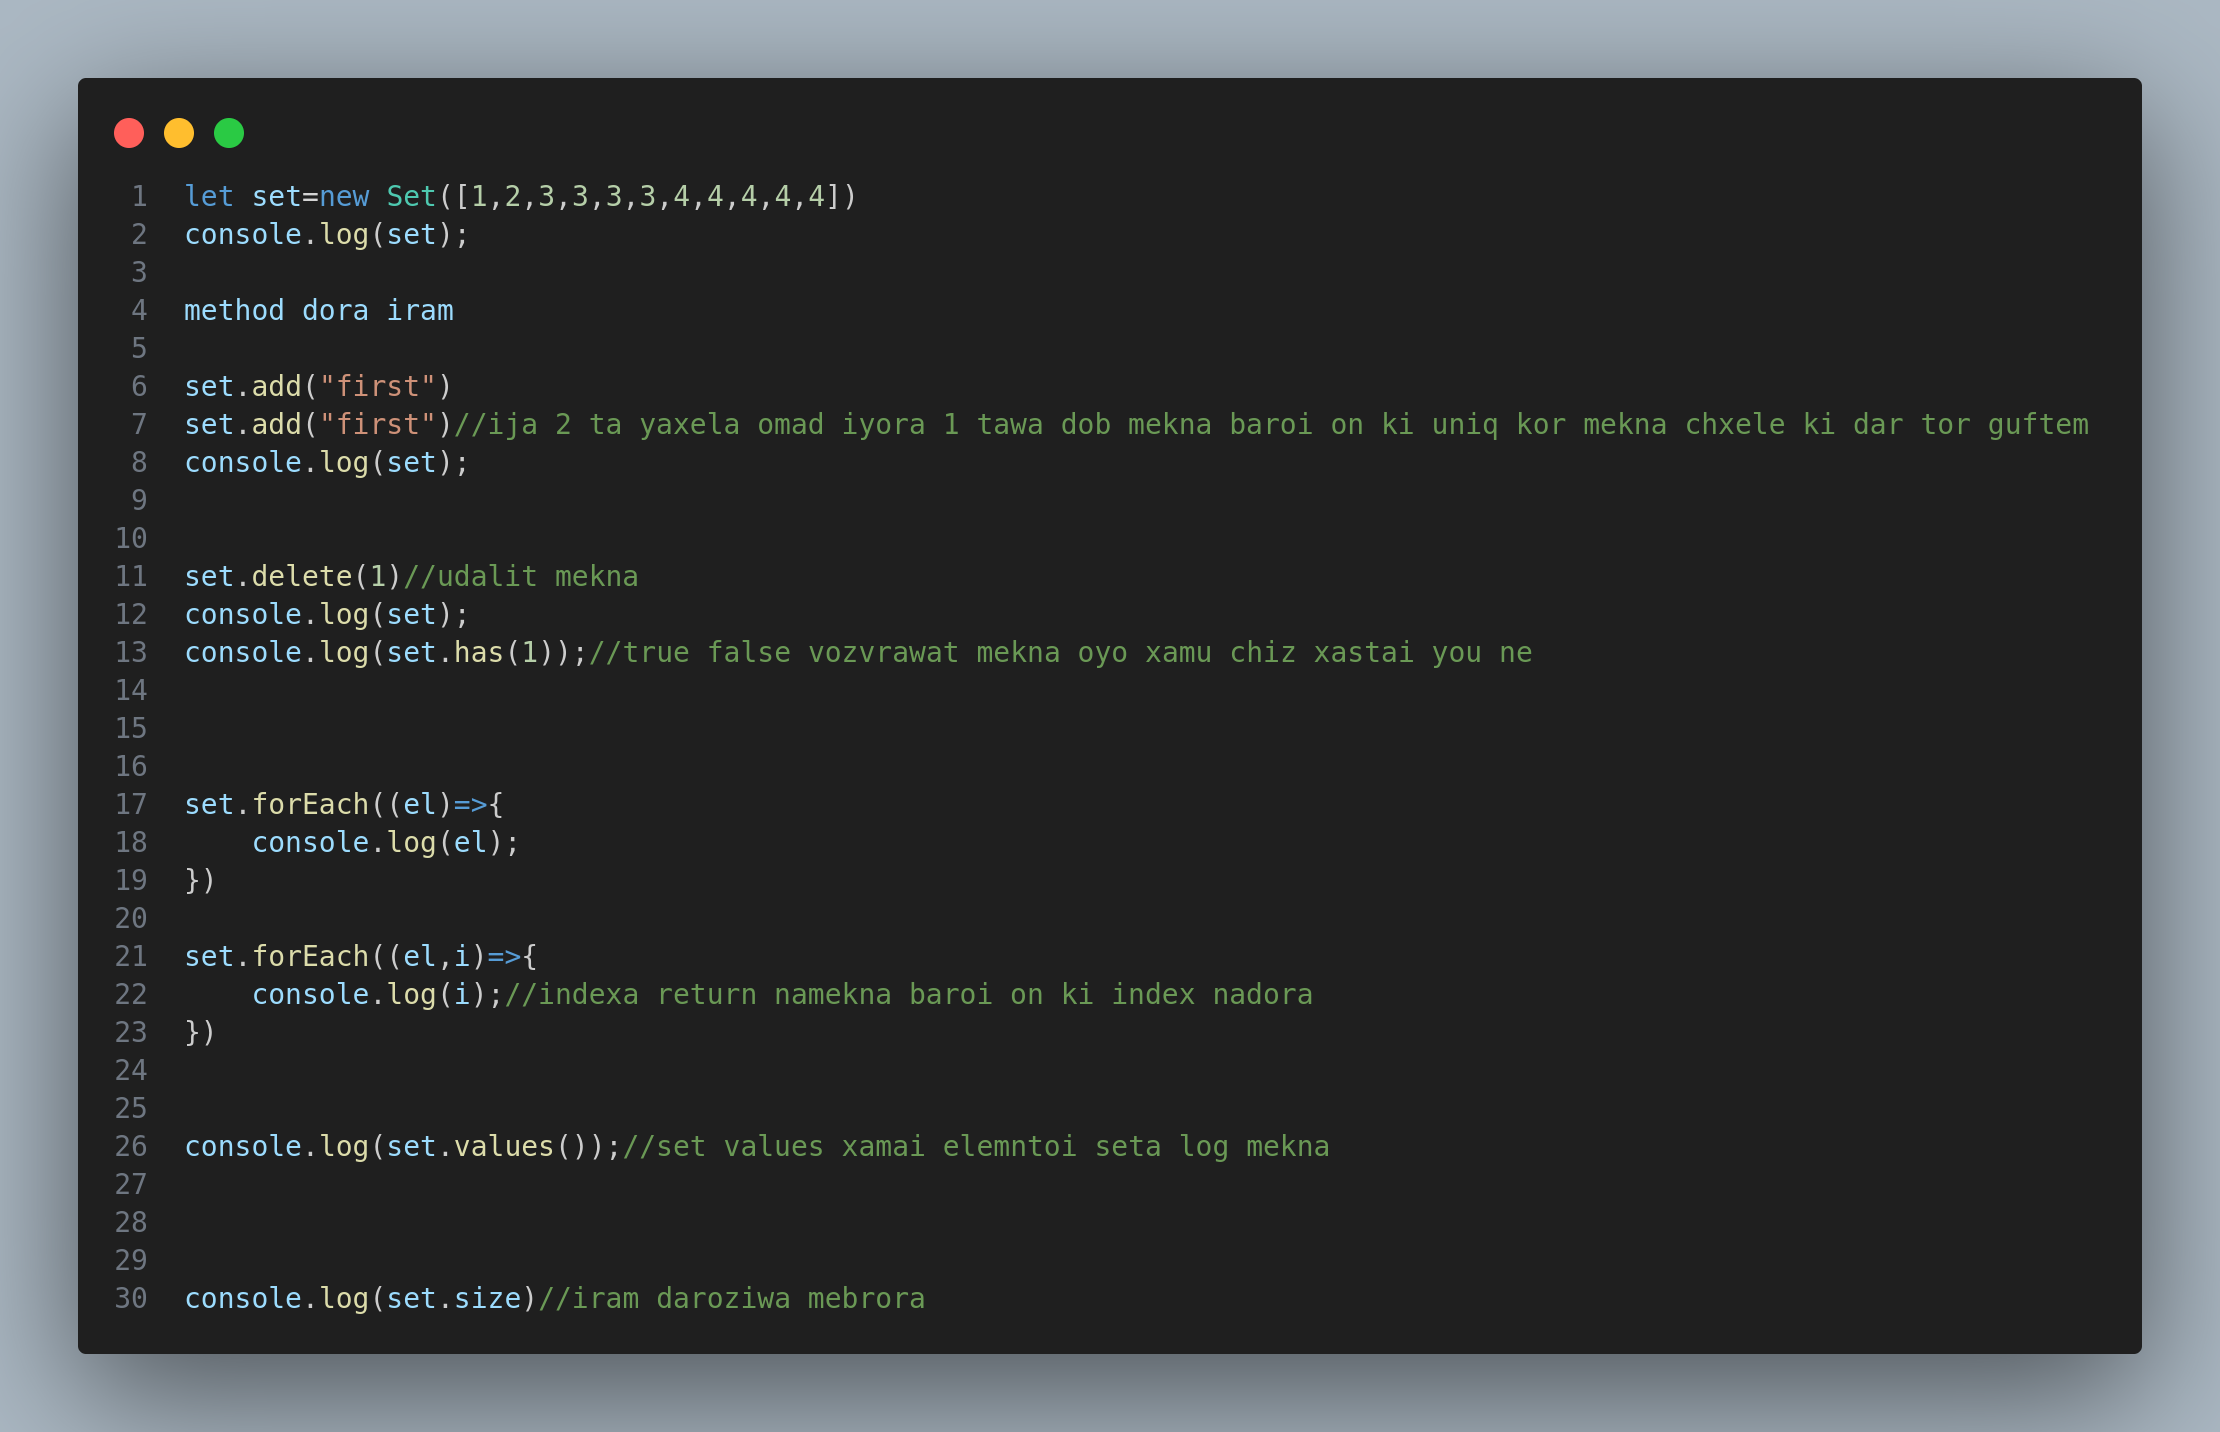 1 let set=new Set([1,2,3,3,3,3,4,4,4,4,4])
2 console.log(set);
3
4 method dora iram
5
6 set.add("first")
7 set.add("first")//ija 2 ta yaxela omad iyora 1 tawa dob mekna baroi on ki uniq kor mekna chxele ki dar tor guftem
8 console.log(set);
9
10
11 set.delete(1)//udalit mekna
12 console.log(set);
13 console.log(set.has(1));//true false vozvrawat mekna oyo xamu chiz xastai you ne
14
15
16
17 set.forEach((el)=>{
18     console.log(el);
19 })
20
21 set.forEach((el,i)=>{
22     console.log(i);//indexa return namekna baroi on ki index nadora
23 })
24
25
26 console.log(set.values());//set values xamai elemntoi seta log mekna
27
28
29
30 console.log(set.size)//iram daroziwa mebrora